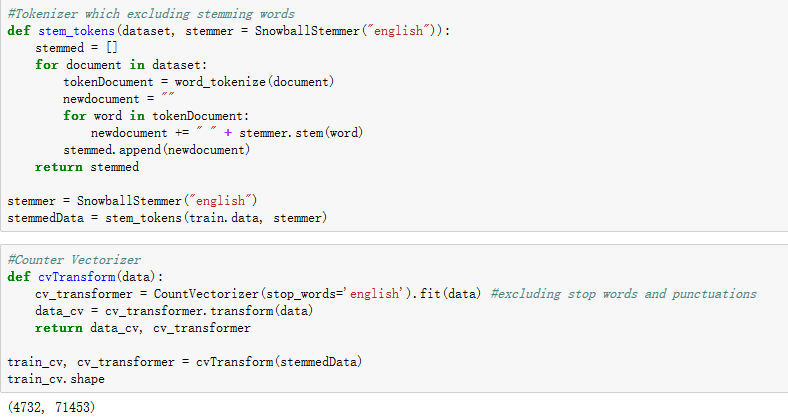 #Tokenizer which excluding stemming words
def stem_tokens(dataset, stemmer = SnowballStemmer("english")):
    stemmed = []
    for document in dataset:
        tokenDocument = word_tokenize(document)
        newdocument = ""
        for word in tokenDocument:
            newdocument += " " + stemmer.stem(word)
        stemmed.append(newdocument)
    return stemmed

stemmer = SnowballStemmer("english")
stemmedData = stem_tokens(train.data, stemmer)

#Counter Vectorizer
def cvTransform(data):
    cv_transformer = CountVectorizer(stop_words='english').fit(data) #excluding stop words and punctuations
    data_cv = cv_transformer.transform(data)
    return data_cv, cv_transformer

train_cv, cv_transformer = cvTransform(stemmedData)
train_cv.shape

(4732, 71453)